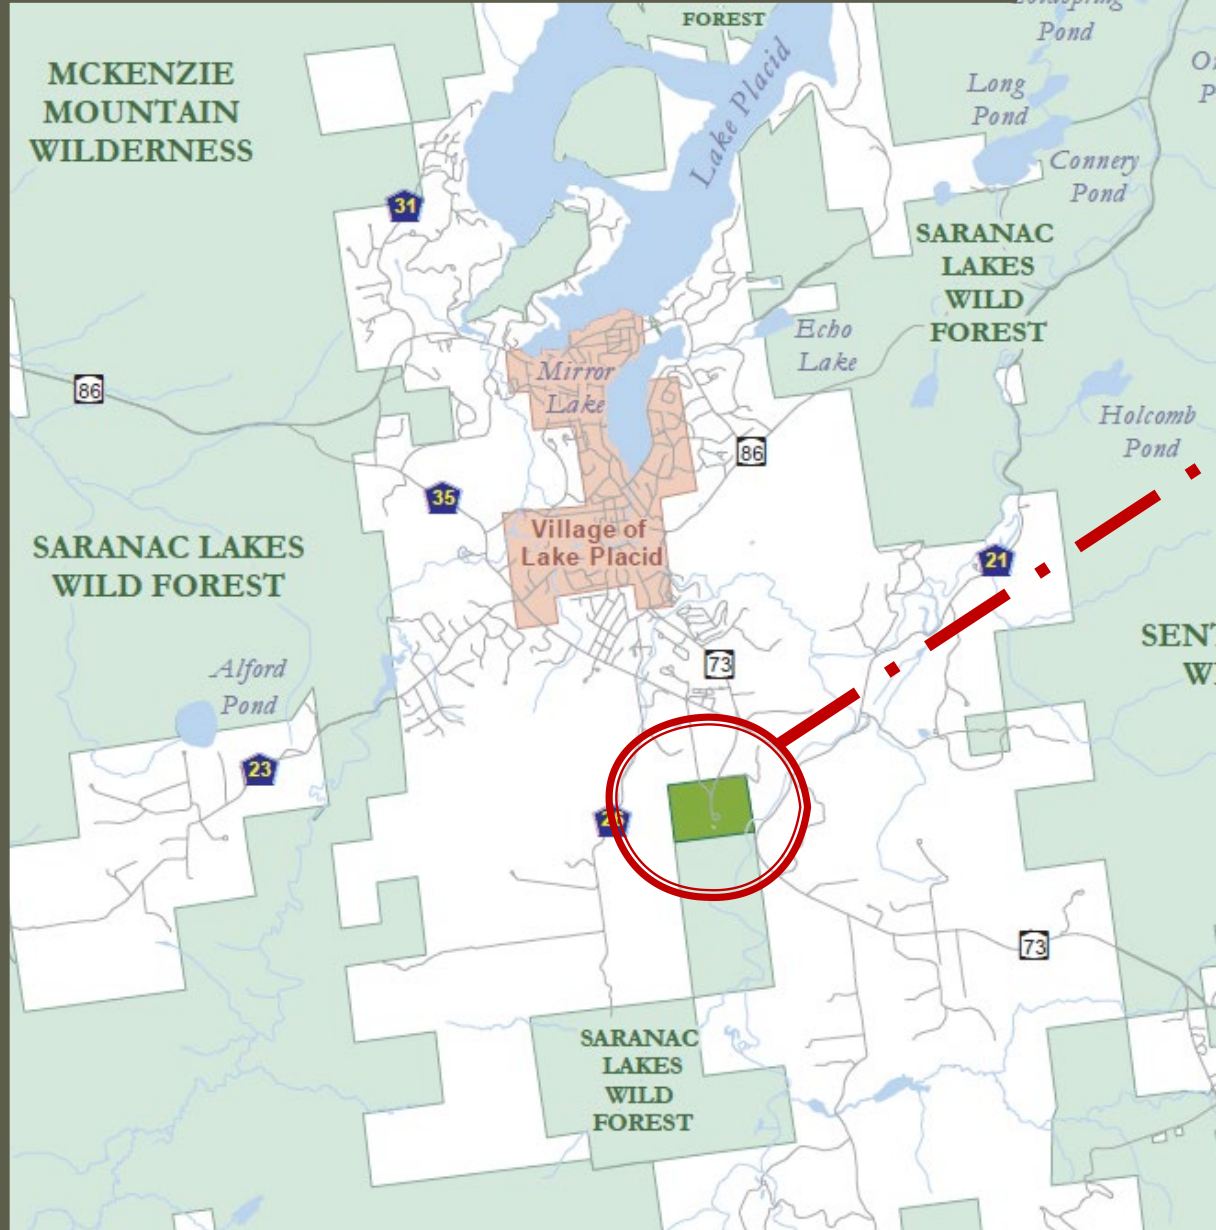 FOREST
Pond
MCKENZIE
MOUNTAIN
WILDERNESS
Lake Placid
Long
Pond
Connery
Pond
31
SARANAC
LAKES
WILD
FOREST
Echo
Lake
Mirror
Lake
86
Holcomb
Pond
86
35
Village of
Lake Placid
SARANAC LAKES
WILD FOREST
21
SENT
WI
73
Alford
Pond
23
73
SARANAC
LAKES
WILD
FOREST